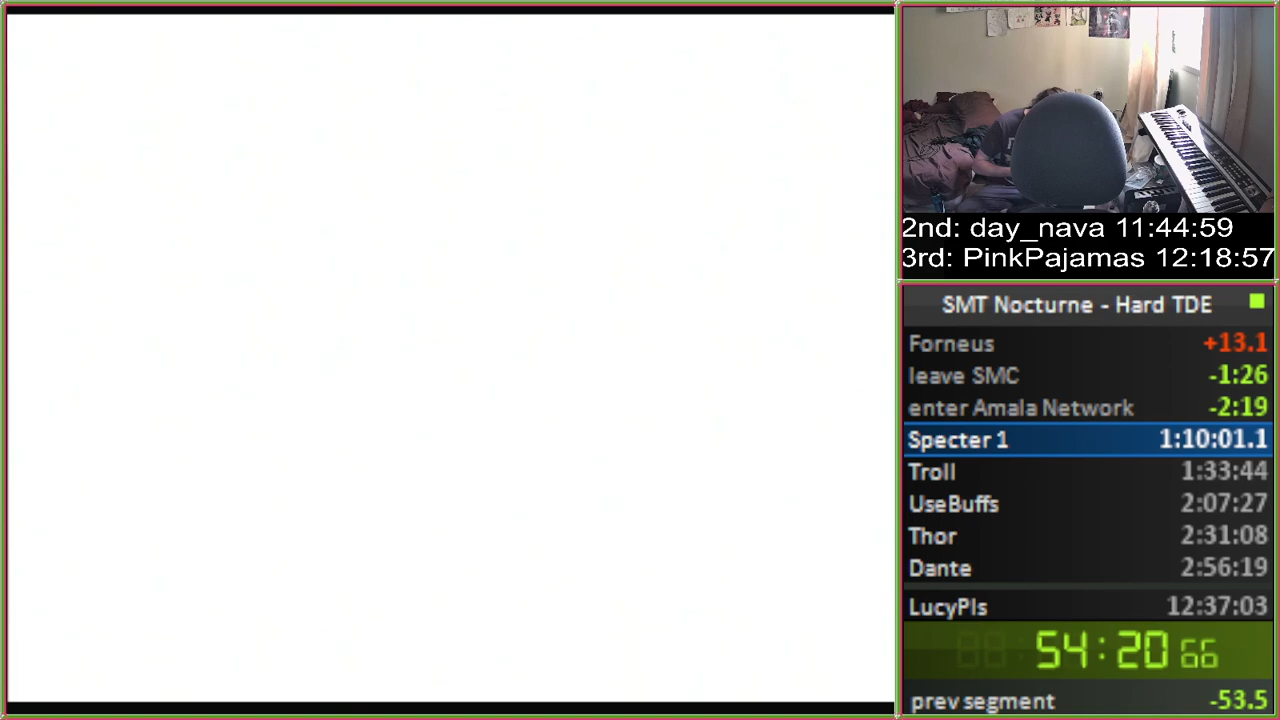 2nd: day_nava 11:44:59
3rd: PinkPajamas 12:18:57
SMT Nocturne - Hard TDE
Forneus +13.1
leave SMC -1:26
enter Amala Network -2:19
Specter 1 1:10:01.1
Troll 1:33:44
UseBuffs 2:07:27
Thor 2:31:08
Dante 2:56:19
LucyPls 12:37:03
54:20 66
prev segment -53.5